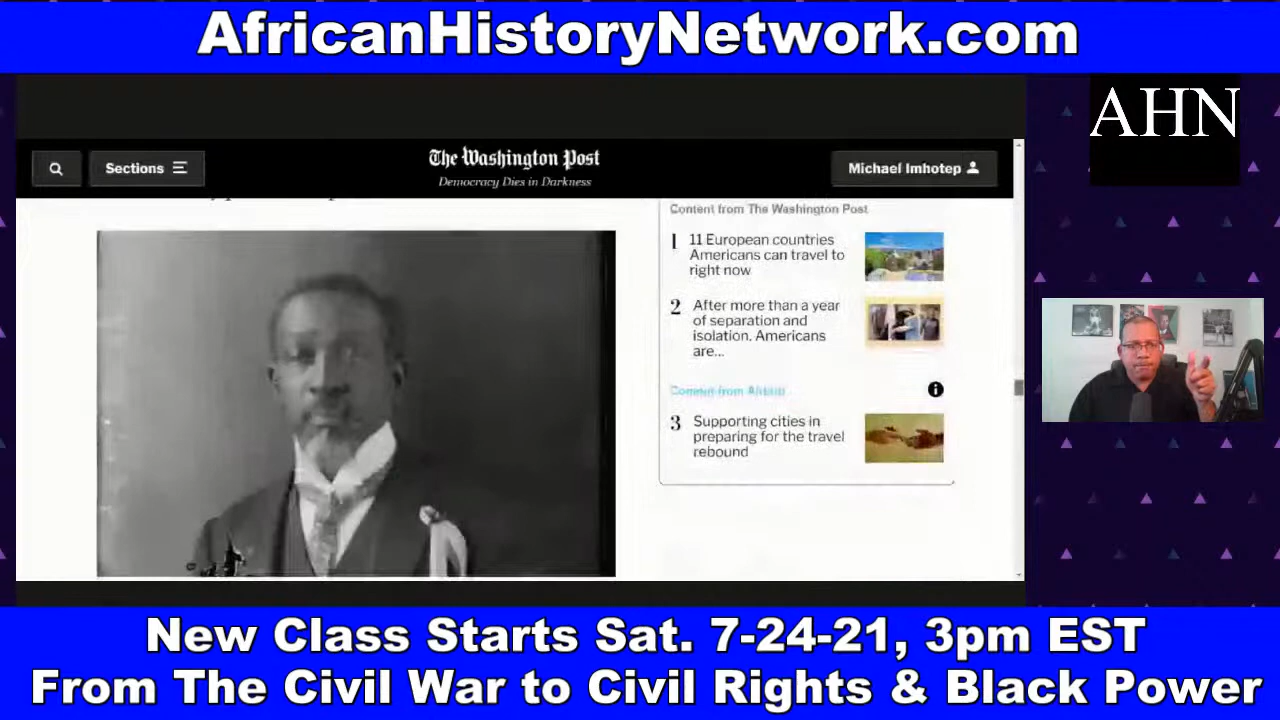 AfricanHistoryNetwork.com
AHN
Sections
The Washington Post
Democracy Dies in Darkness
Michael Imhotep
Content from The Washington Post
1
11 European countries
Americans can travel to
right now
2
After more than a year
of separation and
isolation. Americans
are...
Content from
3
Supporting cities in
preparing for the travel
rebound
New Class Starts Sat. 7-24-21, 3pm EST
From The Civil War to Civil Rights & Black Power